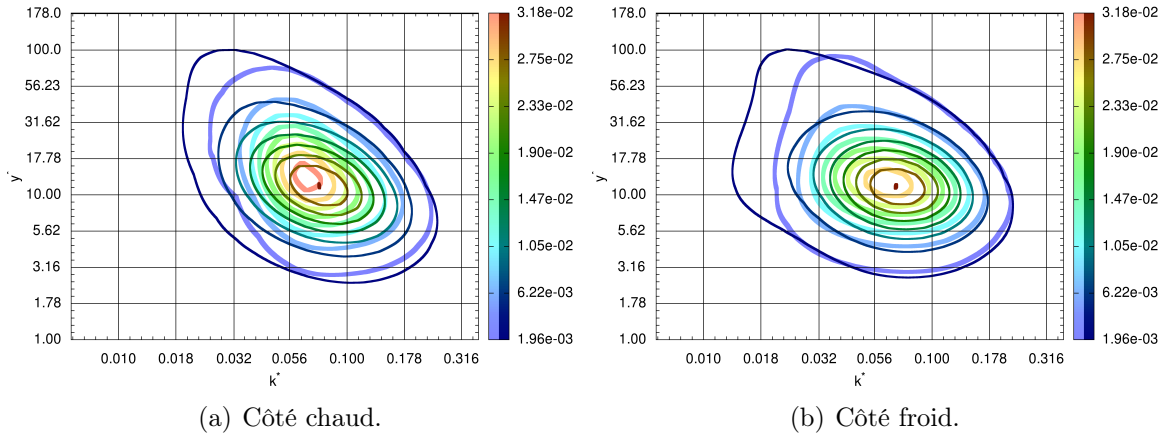 178.0
100.0
56.23
31.62
17.78
10.00
5.62
3.16
1.78
1.00
y*
0.010 0.018 0.032 0.056 0.100 0.178 0.316
k*
3.18e-02
2.75e-02
2.33e-02
1.90e-02
1.47e-02
1.05e-02
6.22e-03
1.96e-03
(a) Côté chaud.
178.0
100.0
56.23
31.62
17.78
10.00
5.62
3.16
1.78
1.00
y*
0.010 0.018 0.032 0.056 0.100 0.178 0.316
k*
3.18e-02
2.75e-02
2.33e-02
1.90e-02
1.47e-02
1.05e-02
6.22e-03
1.96e-03
(b) Côté froid.